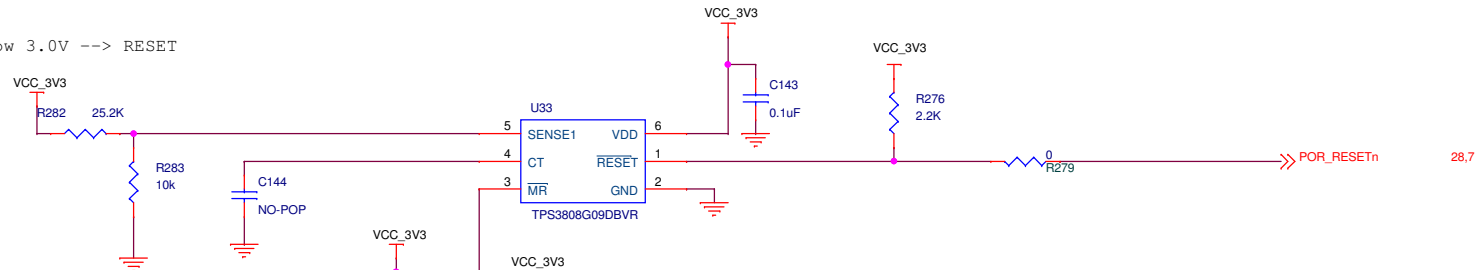 VCC_3V3
ow 3.0V --> RESET
VCC_3V3
VCC_3V3
R282 25.2K
C143
0.1uF
R276
2.2K
U33
5 SENSE1 VDD 6
4 CT RESET 1
3 MR GND 2
TPS3808G09DBVR
0
R279
POR_RESETn 28,7
R283
10k
C144
NO-POP
VCC_3V3
VCC_3V3